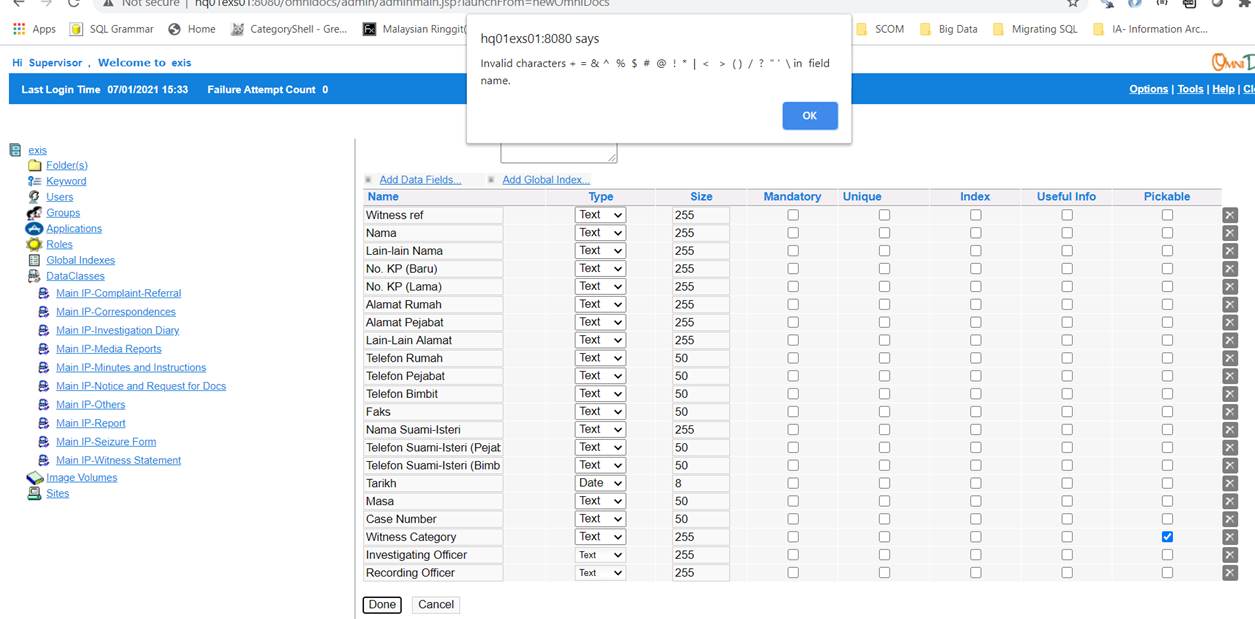 Not secure | hq01exs01:8080/omnidocs/admin/adminmain.jsp?launchFrom=newOmniDocs
Apps SQL Grammar Home CategoryShell - Gre... Malaysian Ringgit( SCOM Big Data Migrating SQL IA- Information Arc...
hq01exs01:8080 says
Invalid characters + = & ^ % $ # @ ! * | < > ( ) / ? " ' \ in field
name.
OK
Hi Supervisor , Welcome to exis
Last Login Time 07/01/2021 15:33 Failure Attempt Count 0
Options | Tools | Help | Cl
exis
Folder(s)
Keyword
Users
Groups
Applications
Roles
Global Indexes
DataClasses
Main IP-Complaint-Referral
Main IP-Correspondences
Main IP-Investigation Diary
Main IP-Media Reports
Main IP-Minutes and Instructions
Main IP-Notice and Request for Docs
Main IP-Others
Main IP-Report
Main IP-Seizure Form
Main IP-Witness Statement
Image Volumes
Sites
Add Data Fields... Add Global Index...
Name Type Size Mandatory Unique Index Useful Info Pickable
Witness ref Text 255
Nama Text 255
Lain-lain Nama Text 255
No. KP (Baru) Text 255
No. KP (Lama) Text 255
Alamat Rumah Text 255
Alamat Pejabat Text 255
Lain-Lain Alamat Text 255
Telefon Rumah Text 50
Telefon Pejabat Text 50
Telefon Bimbit Text 50
Faks Text 50
Nama Suami-Isteri Text 255
Telefon Suami-Isteri (Pejab Text 50
Telefon Suami-Isteri (Bimb Text 50
Tarikh Date 8
Masa Text 50
Case Number Text 50
Witness Category Text 255
Investigating Officer Text 255
Recording Officer Text 255
Done Cancel